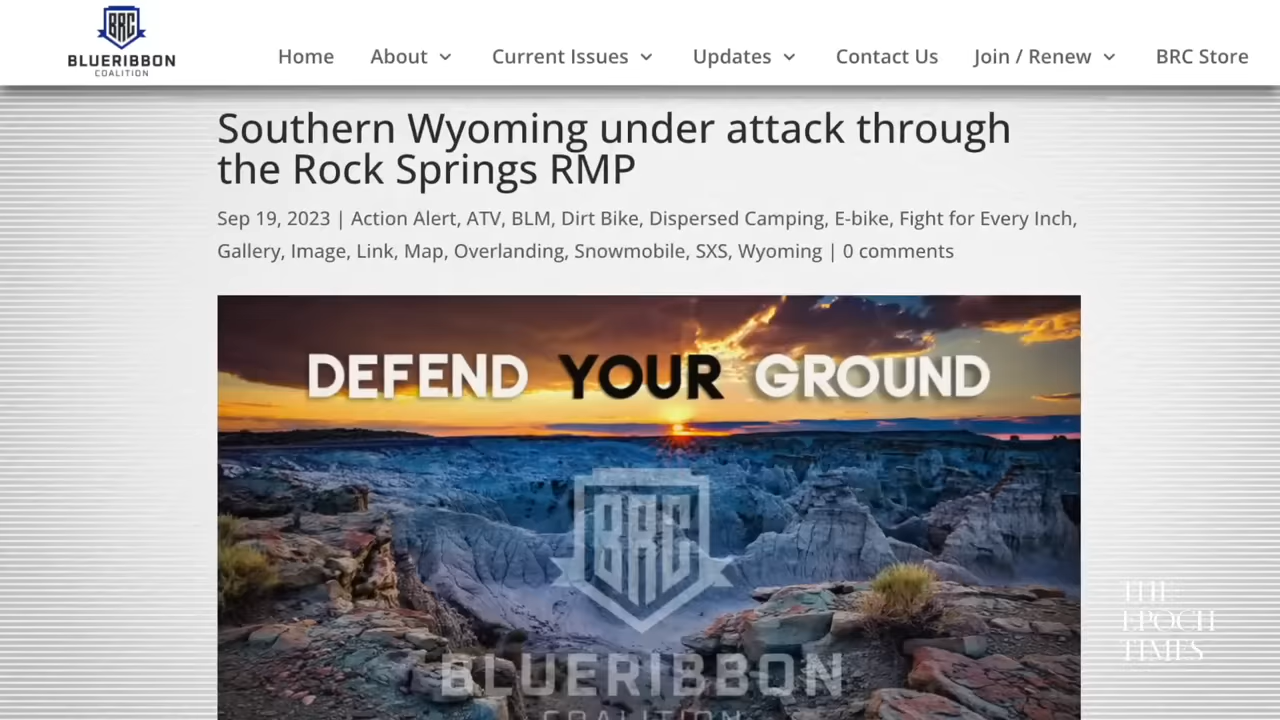 BRC
BLUERIBBON
COALITION
Home About Current Issues Updates Contact Us Join / Renew BRC Store
Southern Wyoming under attack through
the Rock Springs RMP
Sep 19, 2023 | Action Alert, ATV, BLM, Dirt Bike, Dispersed Camping, E-bike, Fight for Every Inch,
Gallery, Image, Link, Map, Overlanding, Snowmobile, SXS, Wyoming | 0 comments
DEFEND YOUR GROUND
BRC
BLUERIBBON
COALITION
THE
EPOCH
TIMES